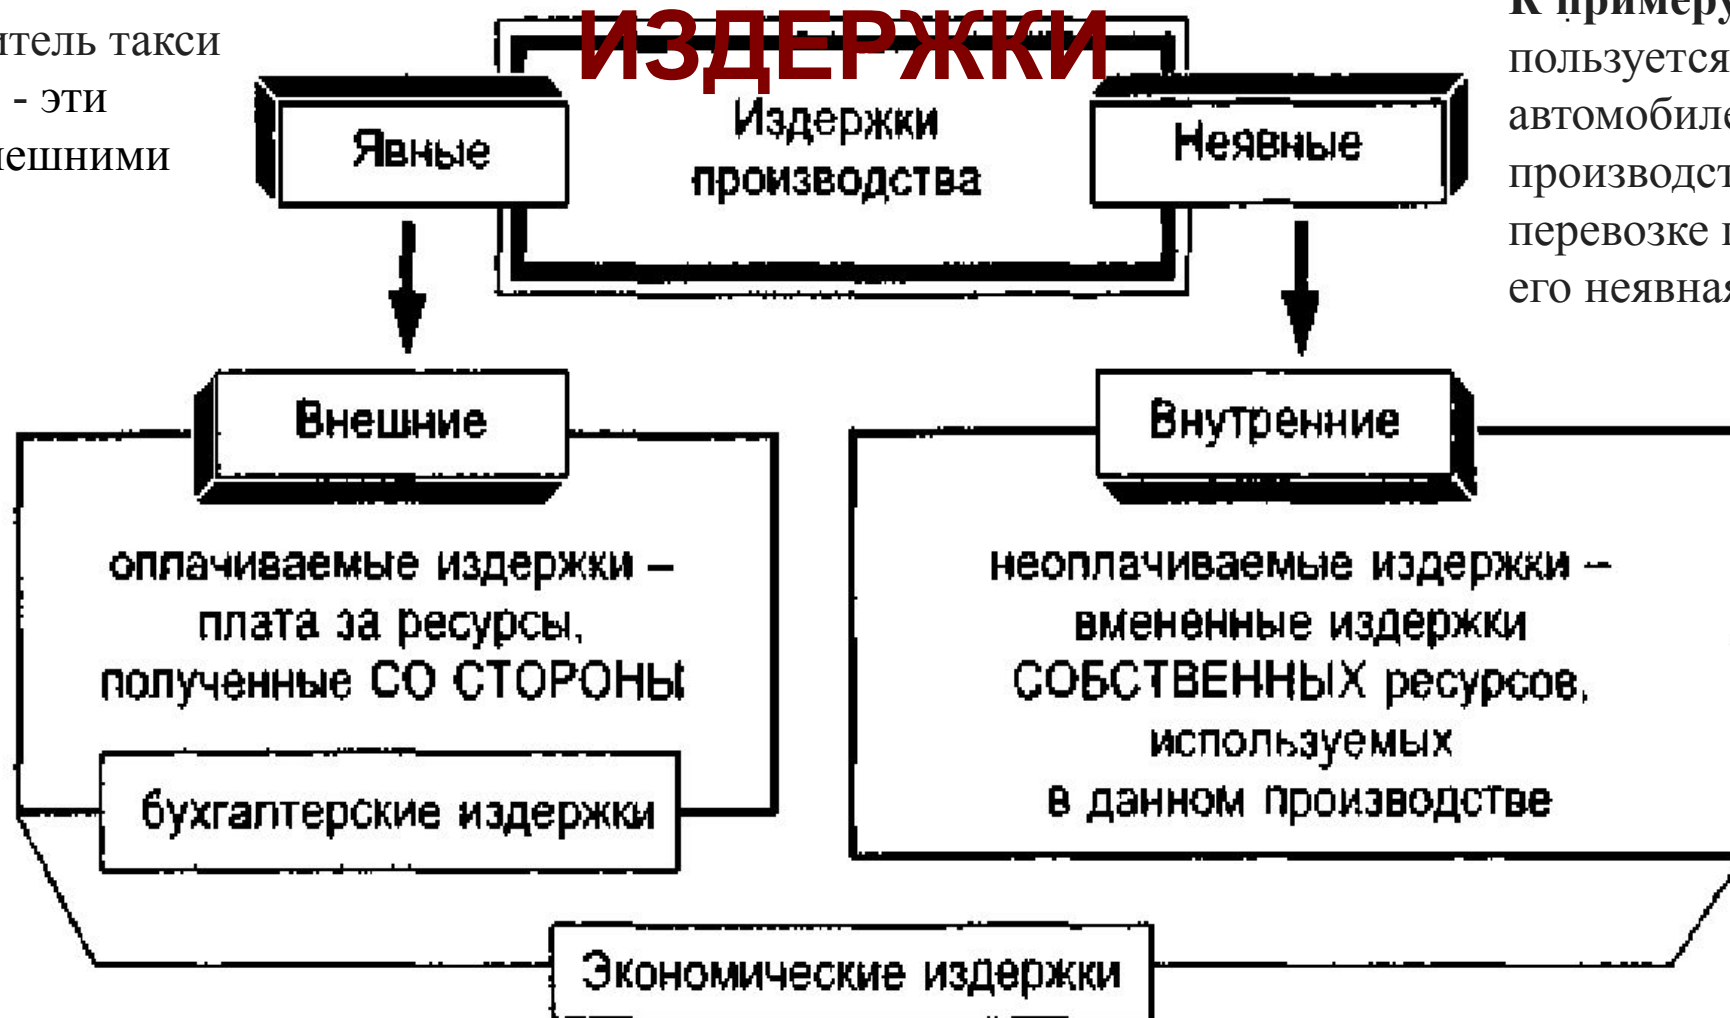 ИЗДЕРЖКИ
итель такси
- эти
нешними
К примеру
пользуется
автомобиле
производст
перевозке
его неявная
Явные
Издержки
производства
Неявные
Внешние
Внутренние
оплачиваемые издержки –
плата за ресурсы,
полученные СО СТОРОНЫ
бухгалтерские издержки
неоплачиваемые издержки –
вмененные издержки
СОБСТВЕННЫХ ресурсов,
используемых
в данном производстве
Экономические издержки